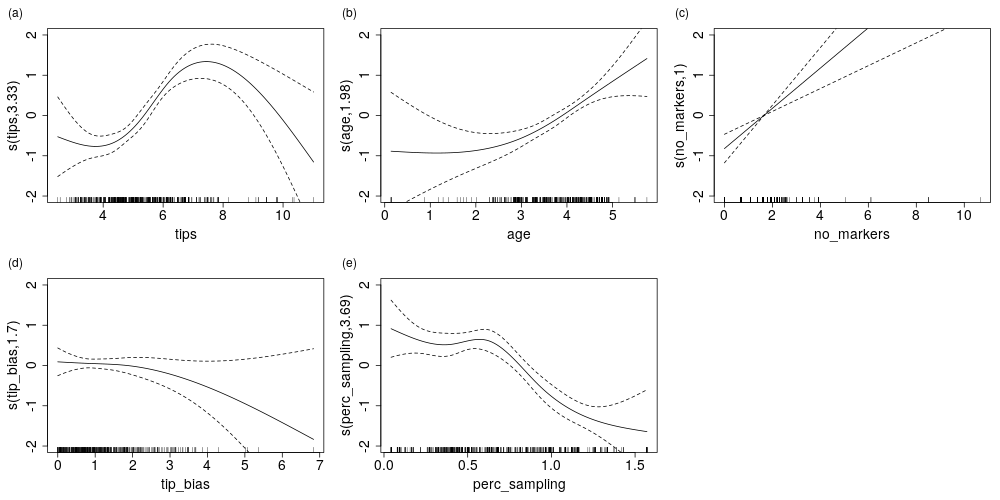 (a)
s(tips,3.33)
2
1
0
-1
-2
4 6 8 10
tips
(b)
s(age,1.98)
2
1
0
-1
-2
0 1 2 3 4 5
age
(c)
s(no_markers,1)
2
1
0
-1
-2
0 2 4 6 8 10
no_markers
(d)
s(tip_bias,1.7)
2
1
0
-1
-2
0 1 2 3 4 5 6 7
tip_bias
(e)
s(perc_sampling,3.69)
2
1
0
-1
-2
0.0 0.5 1.0 1.5
perc_sampling